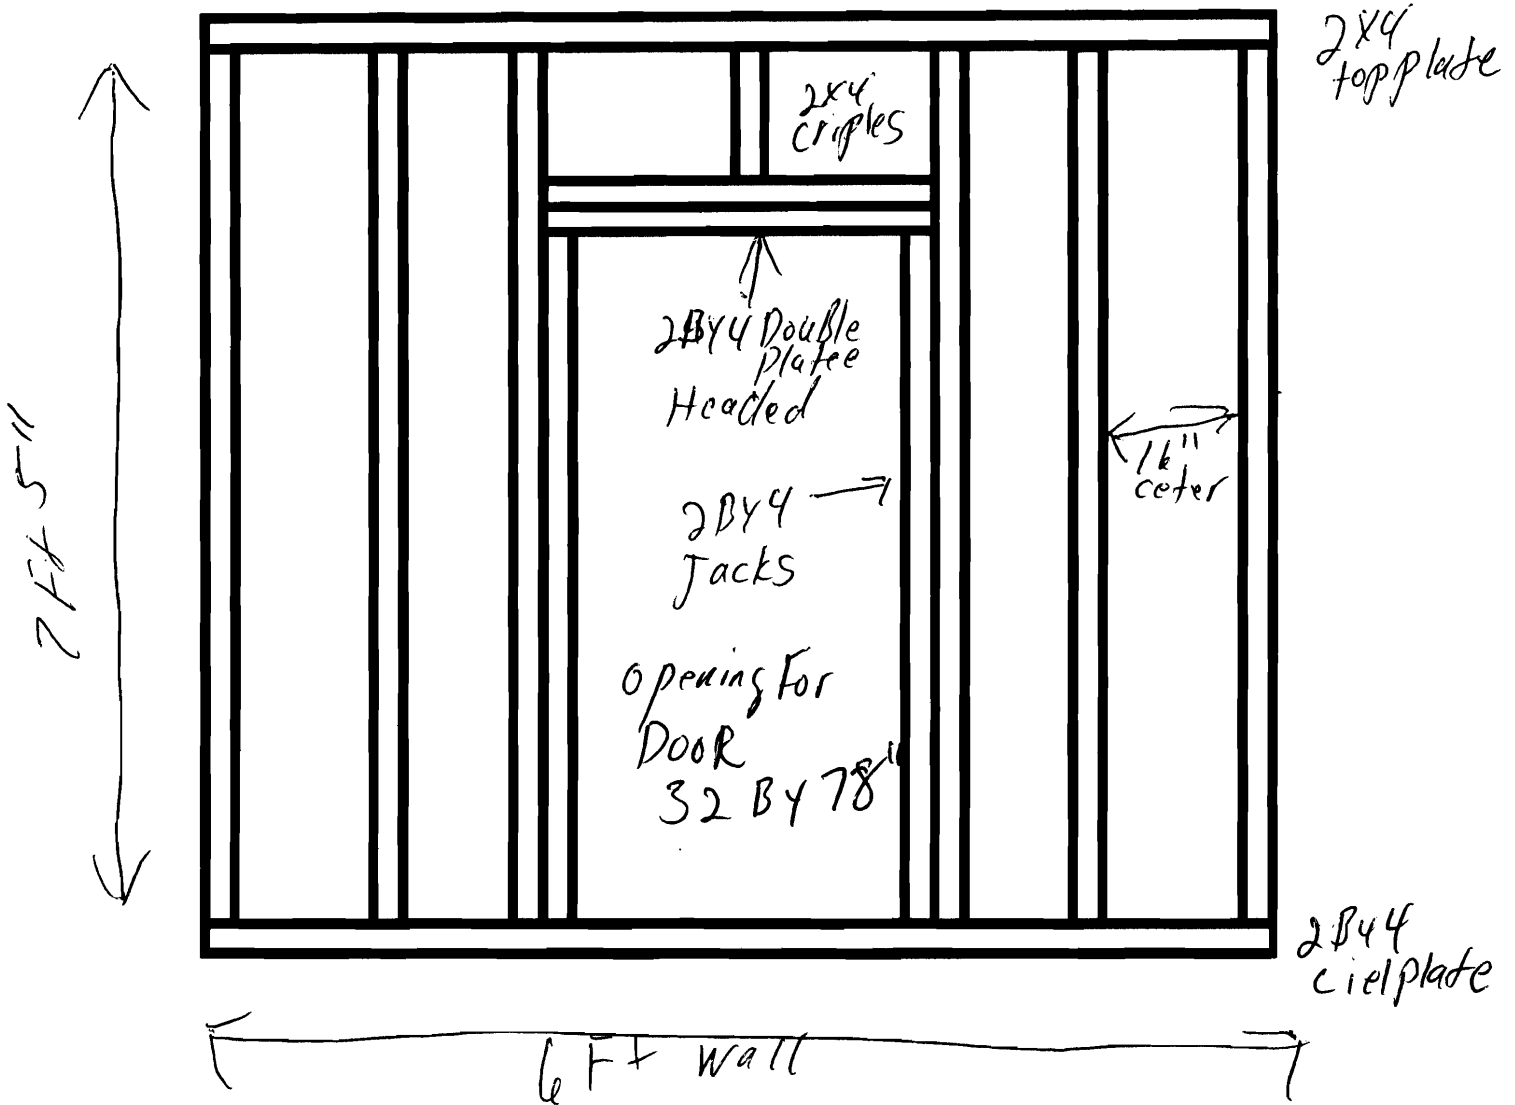 2x4
topplate
2x4
criples
2By4 Double
platee
Headed
7 Ft 5"
16"
ceter
2By4
Jacks
Opening For
DooR
32 By 78"
2By4
cielplate
6 Ft wall